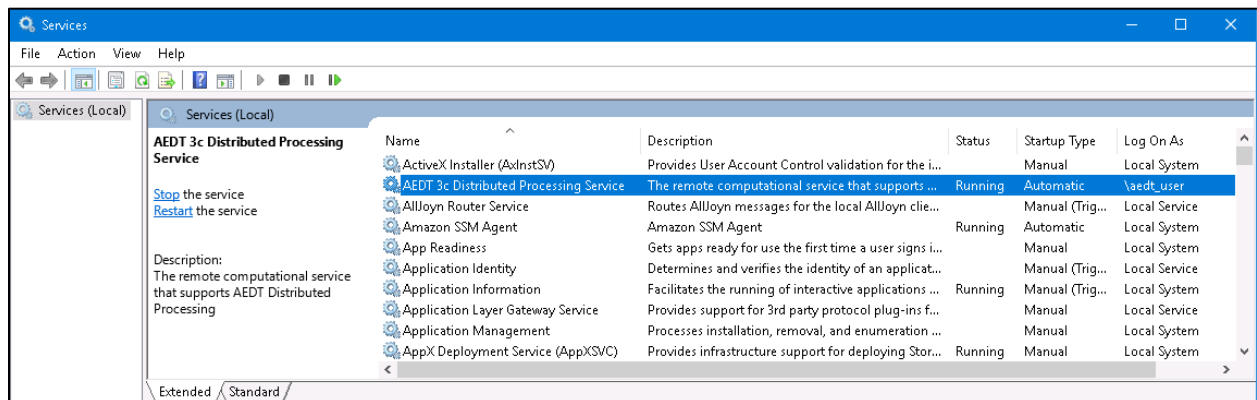 Services
File Action View Help
Services (Local)
Services (Local)
AEDT 3c Distributed Processing
Service
Stop the service
Restart the service
Description:
The remote computational service
that supports AEDT Distributed
Processing
Name Description Status Startup Type Log On As
ActiveX Installer (AxInstSV) Provides User Account Control validation for the i... Manual Local System
AEDT 3c Distributed Processing Service The remote computational service that supports ... Running Automatic \aedt_user
AllJoyn Router Service Routes AllJoyn messages for the local AllJoyn clie... Manual (Trig... Local Service
Amazon SSM Agent Amazon SSM Agent Running Automatic Local System
App Readiness Gets apps ready for use the first time a user signs i... Manual Local System
Application Identity Determines and verifies the identity of an applicat... Manual (Trig... Local Service
Application Information Facilitates the running of interactive applications ... Running Manual (Trig... Local System
Application Layer Gateway Service Provides support for 3rd party protocol plug-ins f... Manual Local Service
Application Management Processes installation, removal, and enumeration ... Manual Local System
AppX Deployment Service (AppXSVC) Provides infrastructure support for deploying Stor... Running Manual Local System
Extended Standard